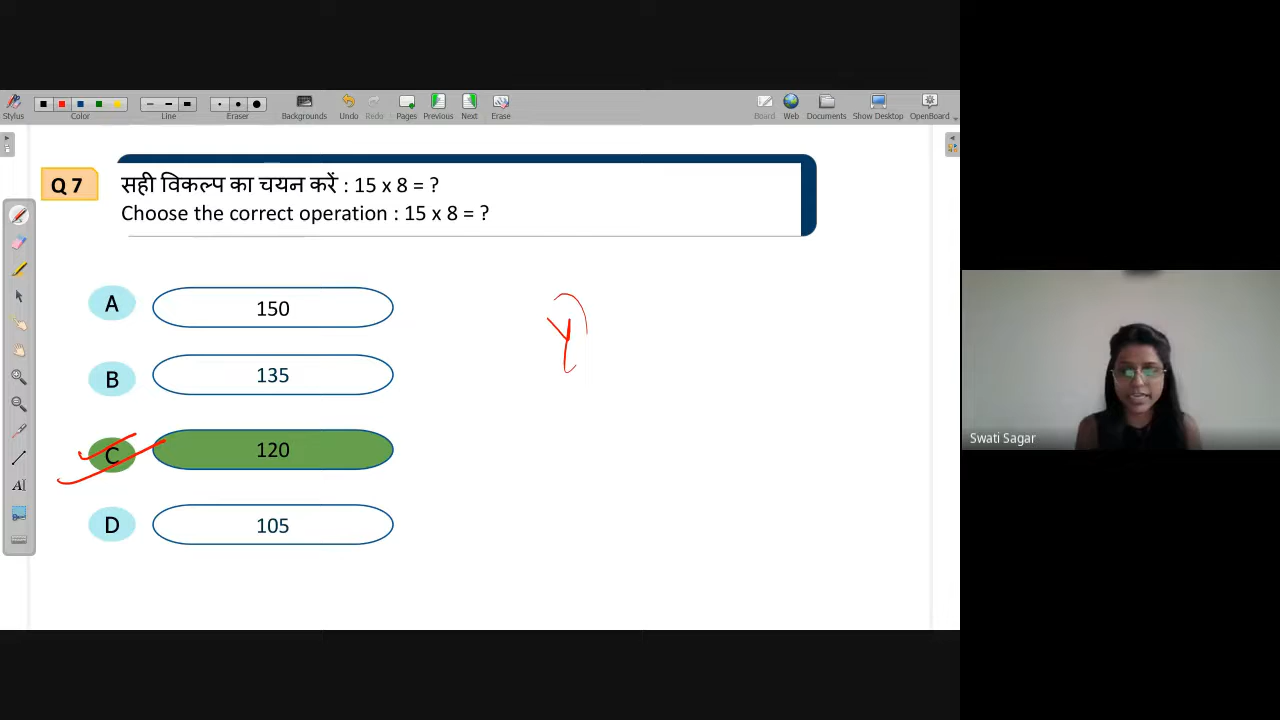 Stylus
Color
Line
Eraser
Backgrounds
Undo
Redo
Pages
Previous
Next
Erase
Board
Web
Documents
Show Desktop
OpenBoard
Q 7
सही विकल्प का चयन करें : 15 x 8 = ?
Choose the correct operation : 15 x 8 = ?
A 150
B 135
C 120
D 105
Swati Sagar